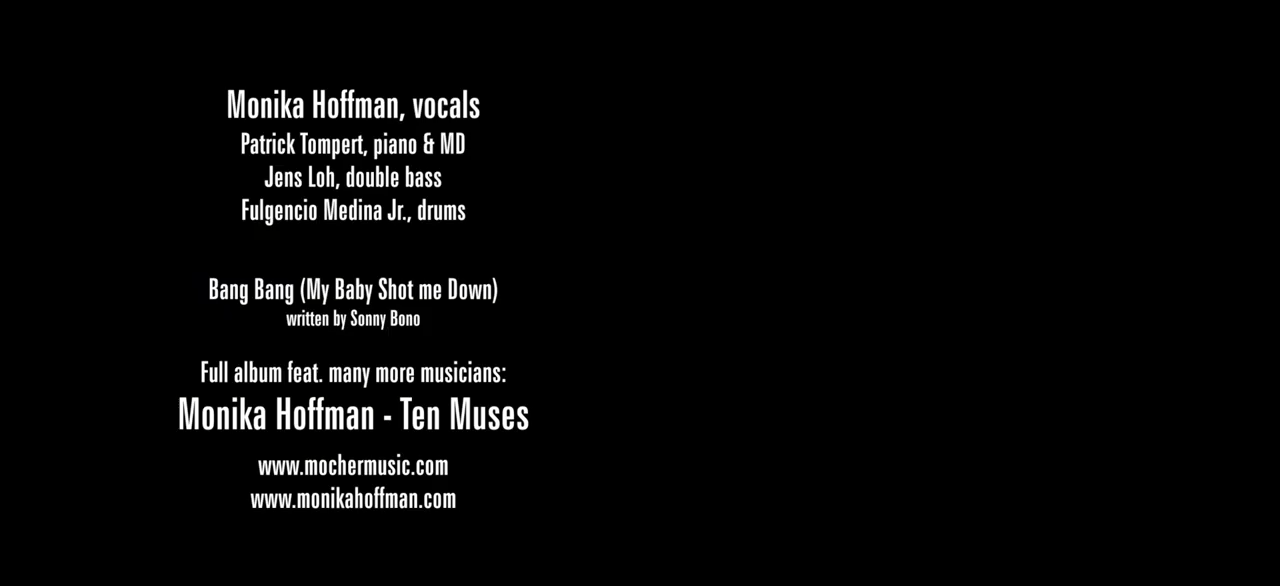 Monika Hoffman, vocals
Patrick Tompert, piano & MD
Jens Loh, double bass
Fulgencio Medina Jr., drums
Bang Bang (My Baby Shot me Down)
written by Sonny Bono
Full album feat. many more musicians:
Monika Hoffman - Ten Muses
www.mochermusic.com
www.monikahoffman.com